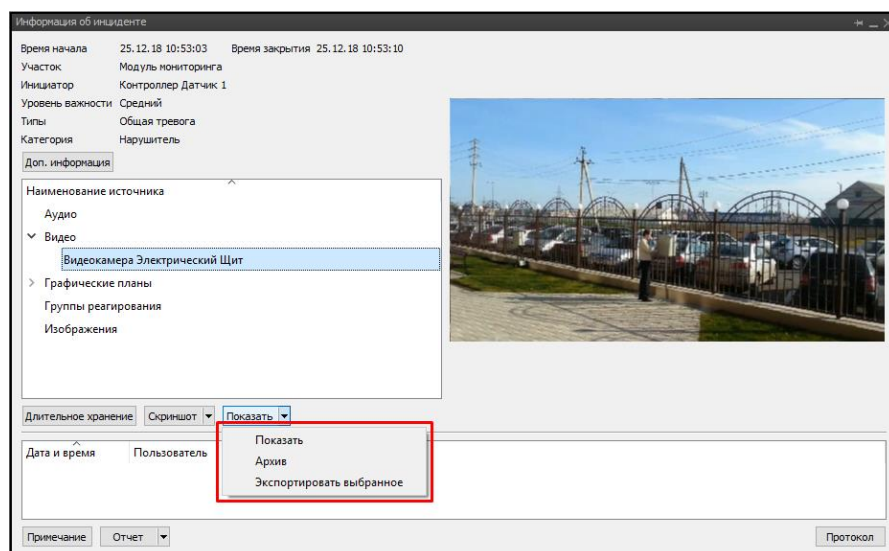 Информация об инциденте
Время начала 25.12.18 10:53:03 Время закрытия 25.12.18 10:53:10
Участок Модуль мониторинга
Инициатор Контроллер Датчик 1
Уровень важности Средний
Типы Общая тревога
Категория Нарушитель
Доп. информация
Наименование источника
Аудио
Видео
Видеокамера Электрический Щит
Графические планы
Группы реагирования
Изображения
Длительное хранение Скриншот Показать
Показать
Архив
Экспортировать выбранное
Дата и время Пользователь
Примечание Отчет Протокол